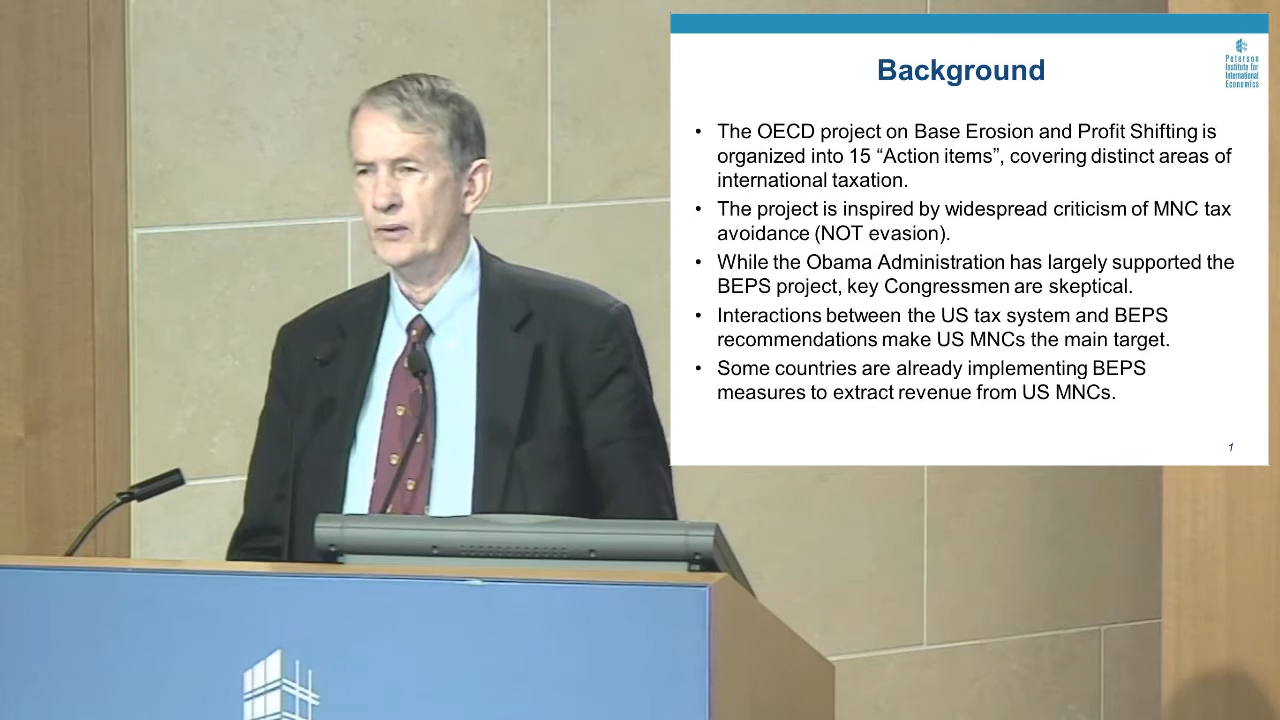 Background
Peterson
Institute for
International
Economics
• The OECD project on Base Erosion and Profit Shifting is
organized into 15 “Action items”, covering distinct areas of
international taxation.
• The project is inspired by widespread criticism of MNC tax
avoidance (NOT evasion).
• While the Obama Administration has largely supported the
BEPS project, key Congressmen are skeptical.
• Interactions between the US tax system and BEPS
recommendations make US MNCs the main target.
• Some countries are already implementing BEPS
measures to extract revenue from US MNCs.
1